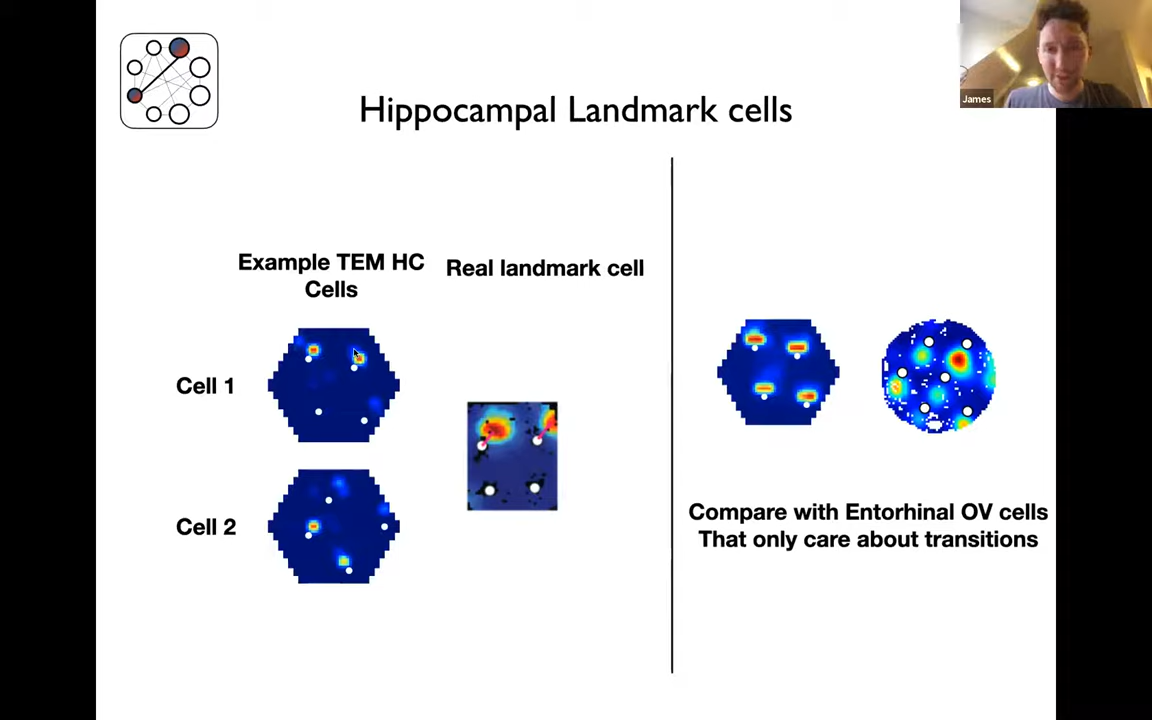 James
Hippocampal Landmark cells
Example TEM HC
Cells
Real landmark cell
Cell 1
Cell 2
Compare with Entorhinal OV cells
That only care about transitions